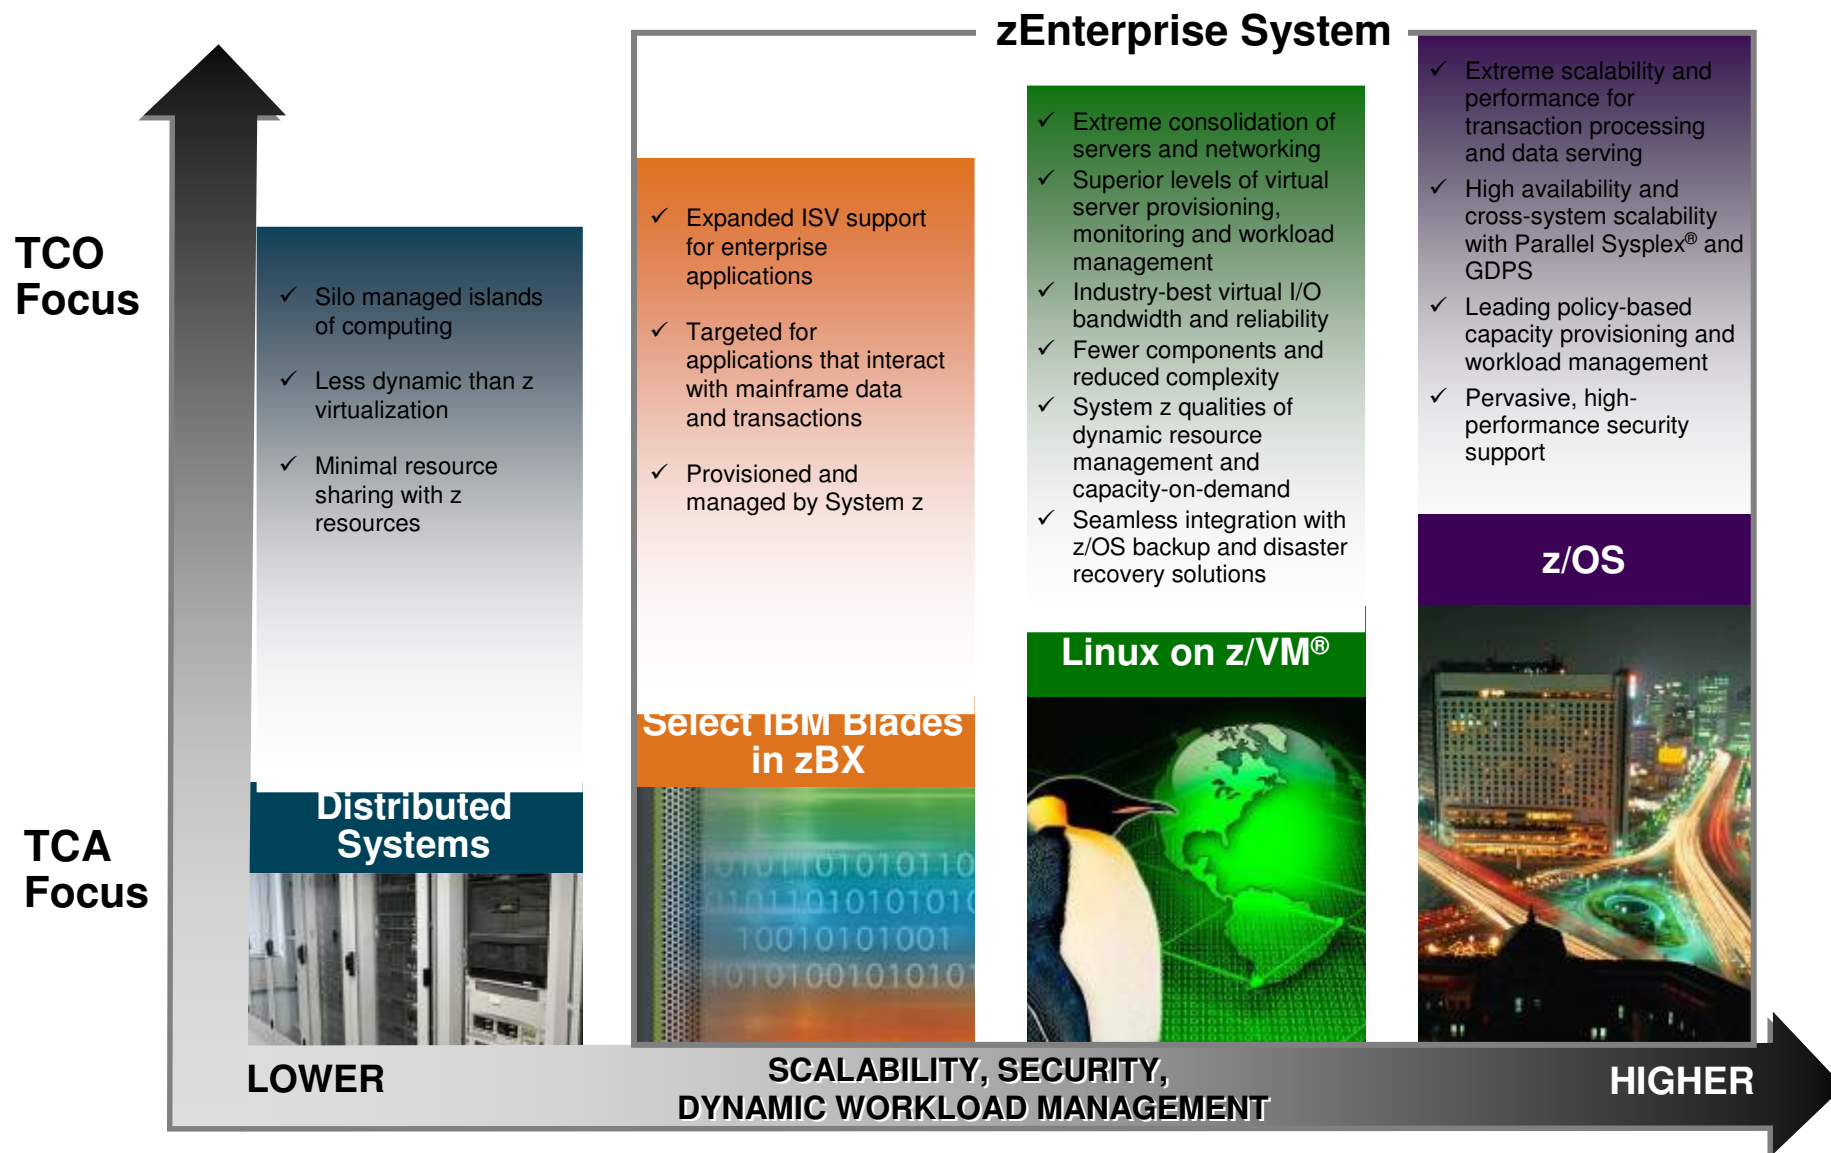 zEnterprise System
TCO
Focus
TCA
Focus
✓ Silo managed islands
of computing
✓ Less dynamic than z
virtualization
✓ Minimal resource
sharing with z
resources
Distributed
Systems
✓ Expanded ISV support
for enterprise
applications
✓ Targeted for
applications that interact
with mainframe data
and transactions
✓ Provisioned and
managed by System z
Select IBM Blades
in zBX
✓ Extreme consolidation of
servers and networking
✓ Superior levels of virtual
server provisioning,
monitoring and workload
management
✓ Industry-best virtual I/O
bandwidth and reliability
✓ Fewer components and
reduced complexity
✓ System z qualities of
dynamic resource
management and
capacity-on-demand
✓ Seamless integration with
z/OS backup and disaster
recovery solutions
Linux on z/VM®
✓ Extreme scalability and
performance for
transaction processing
and data serving
✓ High availability and
cross-system scalability
with Parallel Sysplex® and
GDPS
✓ Leading policy-based
capacity provisioning and
workload management
✓ Pervasive, high-
performance security
support
z/OS
10010101001
LOWER
SCALABILITY, SECURITY,
DYNAMIC WORKLOAD MANAGEMENT
HIGHER